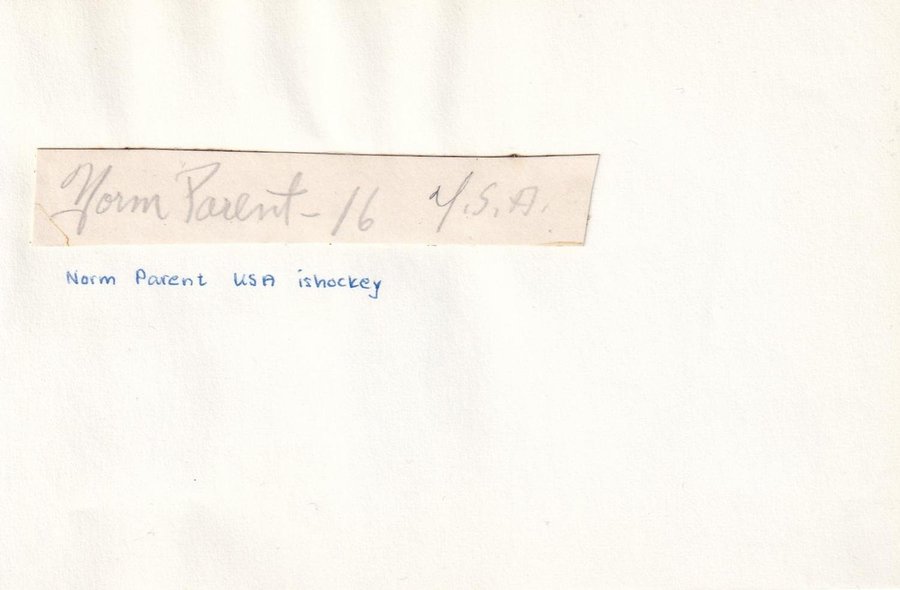 Norm Parent - 16 U.S.A.
Norm Parent USA ishockey